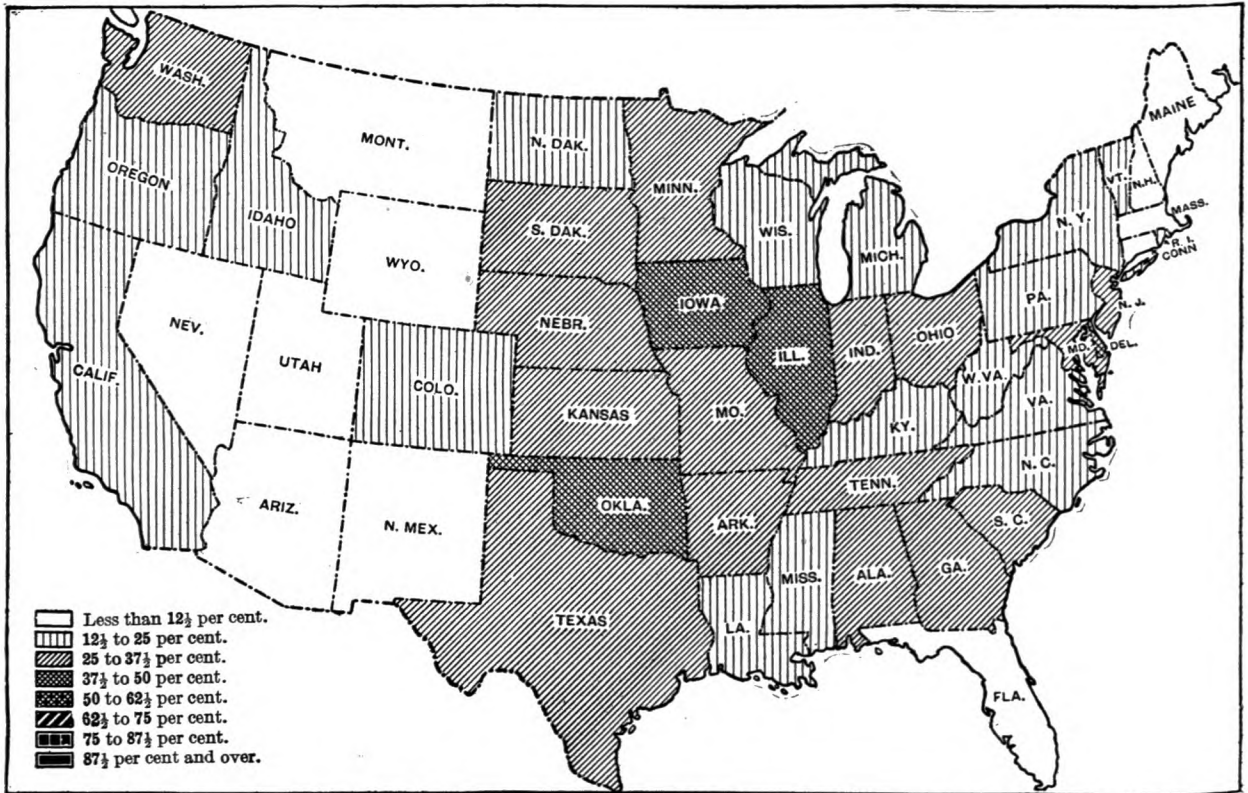 WASH.
MONT.
N. DAK.
MINN.
MAINE
OREGON
IDAHO
S. DAK.
WIS.
MICH.
N. Y.
VT.
N.H.
MASS.
R. I.
CONN
WYO.
NEBR.
IOWA
ILL.
IND.
OHIO
PA.
N. J.
NEV.
UTAH
COLO.
KANSAS
MO.
KY.
W. VA.
VA.
MD.
DEL.
CALIF.
ARIZ.
N. MEX.
OKLA.
ARK.
TENN.
N. C.
S. C.
TEXAS
LA.
MISS.
ALA.
GA.
FLA.
Less than 12½ per cent.
12½ to 25 per cent.
25 to 37½ per cent.
37½ to 50 per cent.
50 to 62½ per cent.
62½ to 75 per cent.
75 to 87½ per cent.
87½ per cent and over.